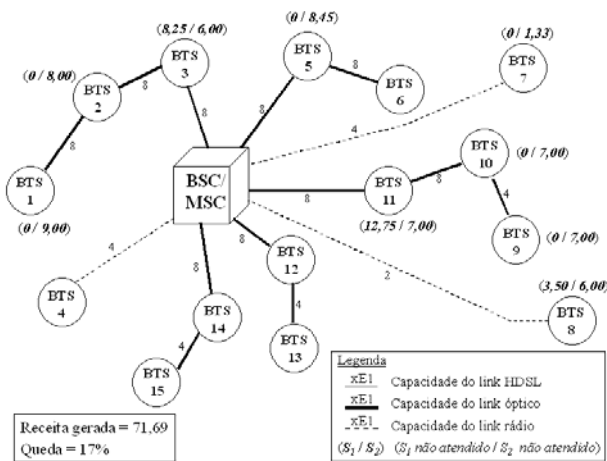 (8,25 / 6,00)
(0 / 8,45)
(0 / 1,33)
BTS
3
BTS
5
BTS
7
(0 / 8,00)
8
8
BTS
2
8
BTS
6
8
4
BTS
10
(0 / 7,00)
8
8
BSC/
MSC
BTS
1
8
BTS
11
4
(0 / 9,00)
(12,75 / 7,00)
BTS
9
(0 / 7,00)
4
8
8
BTS
12
2
(3,50 / 6,00)
BTS
4
BTS
14
4
BTS
8
4
BTS
13
BTS
15
Legenda
xE1 Capacidade do link HDSL
xE1 Capacidade do link óptico
xE1 Capacidade do link rádio
(S1 / S2) (S1 não atendido / S2 não atendido)
Receita gerada = 71,69
Queda = 17%